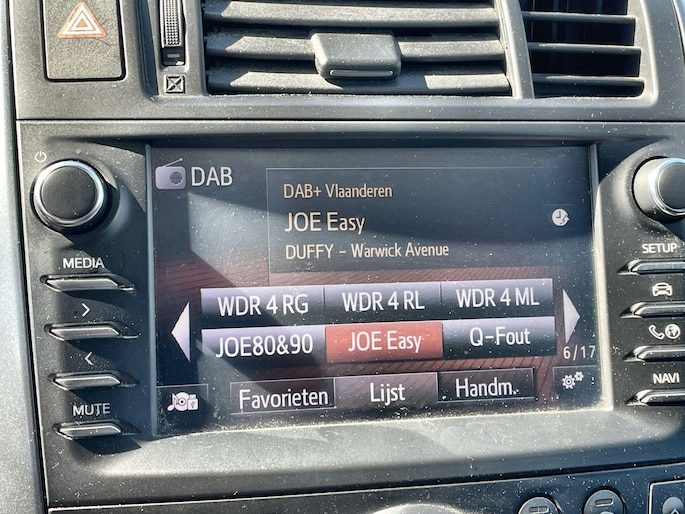 DAB
DAB+ Vlaanderen
JOE Easy
DUFFY – Warwick Avenue
MEDIA
SETUP
WDR 4 RG WDR 4 RL WDR 4 ML
JOE80&90 JOE Easy Q-Fout
6/17
NAVI
Favorieten Lijst Handm.
MUTE